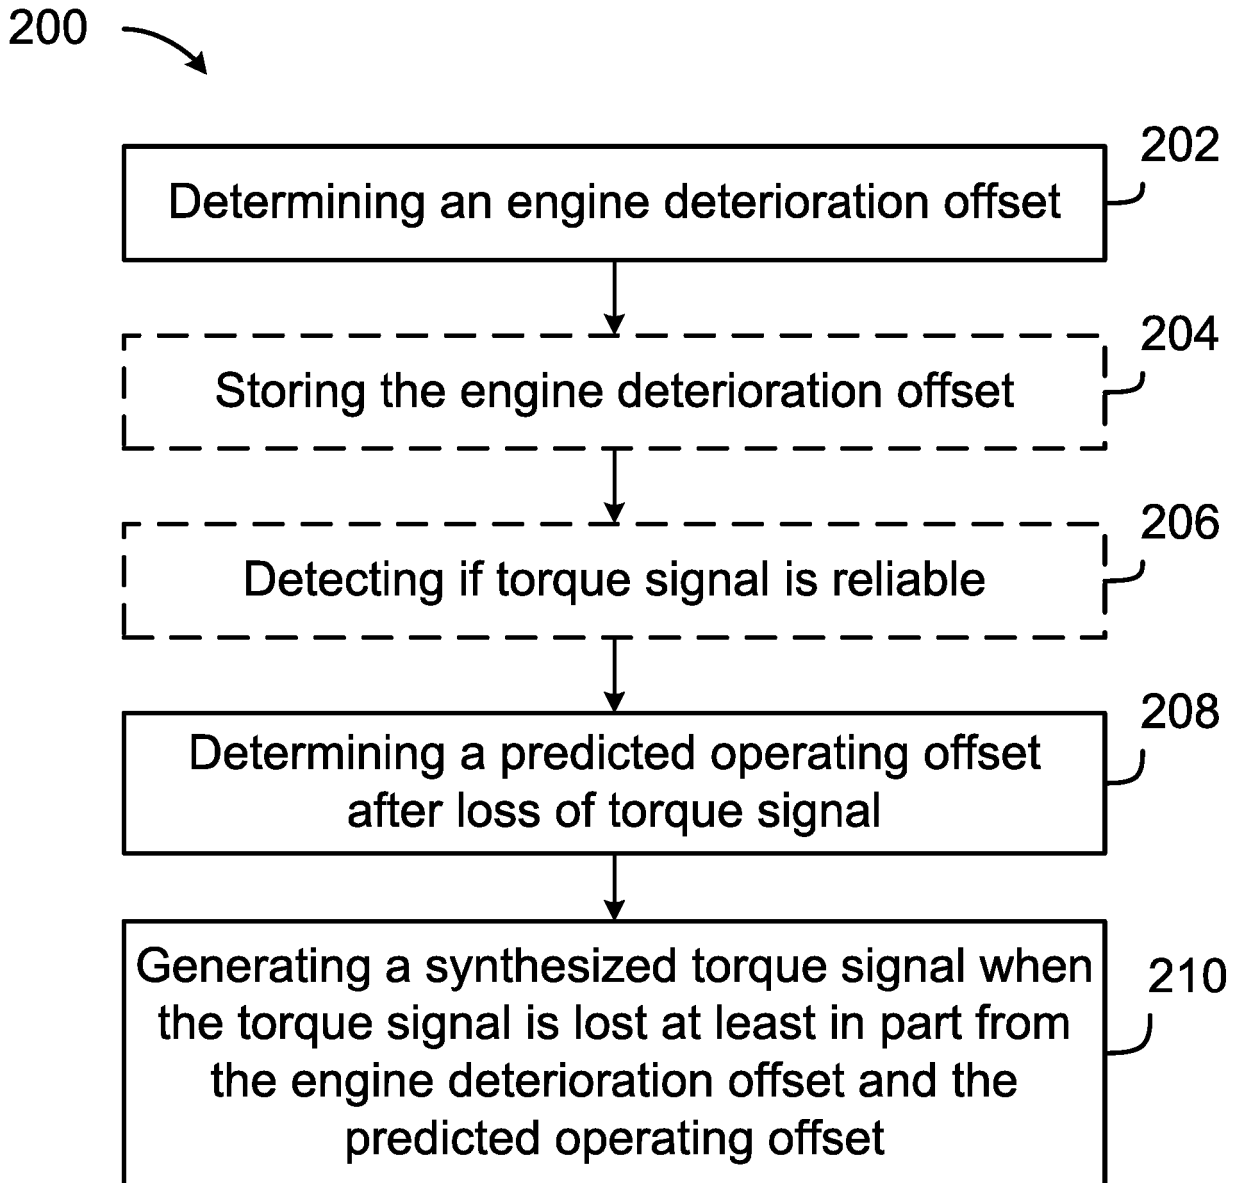 200
202
Determining an engine deterioration offset
204
Storing the engine deterioration offset
206
Detecting if torque signal is reliable
208
Determining a predicted operating offset
after loss of torque signal
210
Generating a synthesized torque signal when
the torque signal is lost at least in part from
the engine deterioration offset and the
predicted operating offset